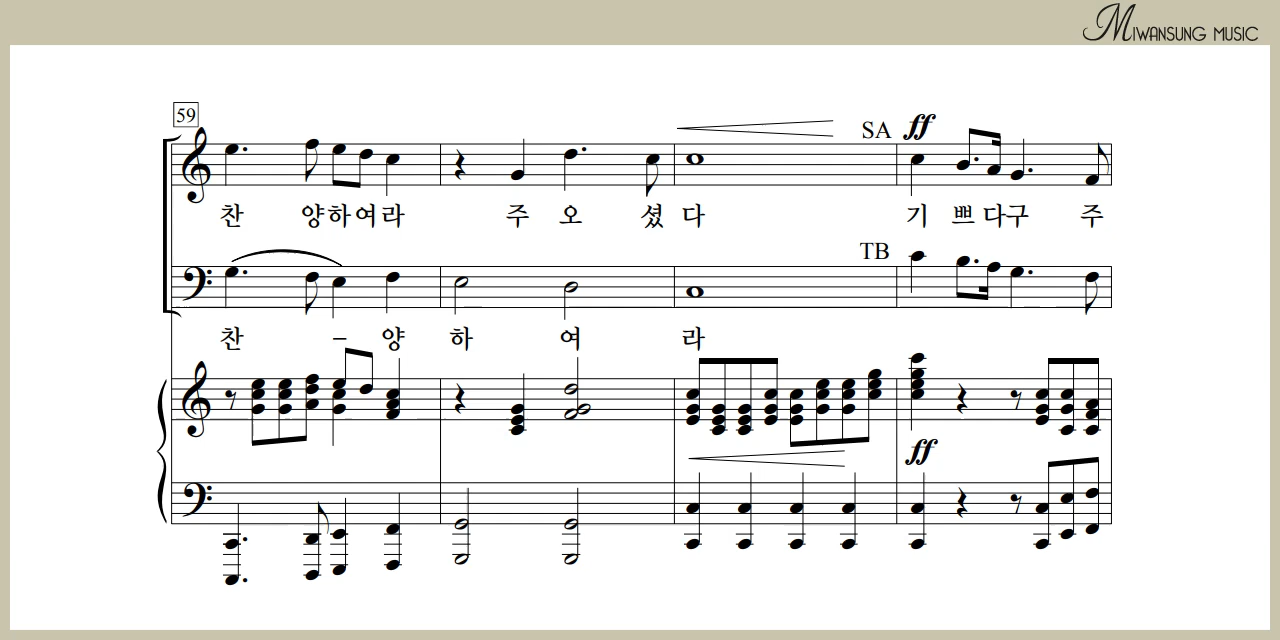 MIWANSUNG MUSIC
59
SA ff
찬 양하여라 주 오 셨 다 기 쁘 다구 주
TB
찬 – 양 하 여 라
ff